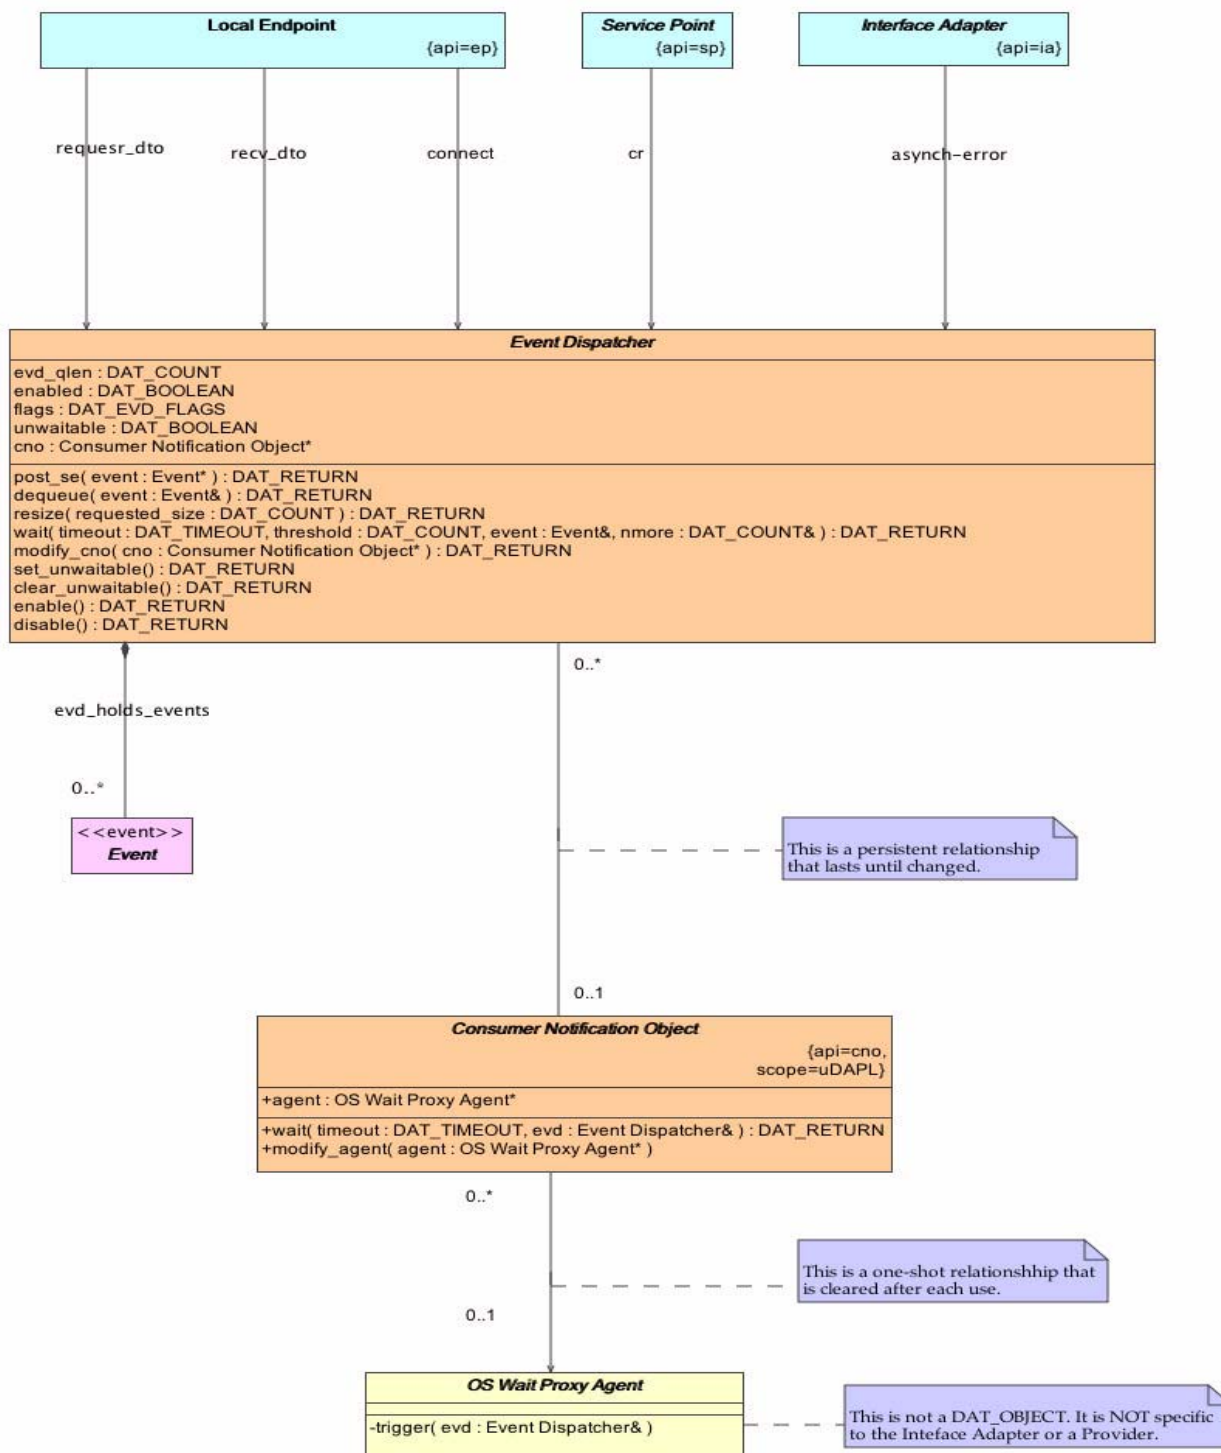 Local Endpoint
{api=ep}
Service Point
{api=sp}
Interface Adapter
{api=ia}
requesr_dto
recv_dto
connect
cr
asynch-error
Event Dispatcher
evd_qlen : DAT_COUNT
enabled : DAT_BOOLEAN
flags : DAT_EVD_FLAGS
unwaitable : DAT_BOOLEAN
cno : Consumer Notification Object*
post_se( event : Event* ) : DAT_RETURN
dequeue( event : Event& ) : DAT_RETURN
resize( requested_size : DAT_COUNT ) : DAT_RETURN
wait( timeout : DAT_TIMEOUT, threshold : DAT_COUNT, event : Event&, nmore : DAT_COUNT& ) : DAT_RETURN
modify_cno( cno : Consumer Notification Object* ) : DAT_RETURN
set_unwaitable() : DAT_RETURN
clear_unwaitable() : DAT_RETURN
enable() : DAT_RETURN
disable() : DAT_RETURN
0..*
evd_holds_events
0..*
<<event>>
Event
This is a persistent relationship
that lasts until changed.
0..1
Consumer Notification Object
{api=cno,
scope=uDAPL}
+agent : OS Wait Proxy Agent*
+wait( timeout : DAT_TIMEOUT, evd : Event Dispatcher& ) : DAT_RETURN
+modify_agent( agent : OS Wait Proxy Agent* )
0..*
This is a one-shot relationshhip that
is cleared after each use.
0..1
OS Wait Proxy Agent
-trigger( evd : Event Dispatcher& )
This is not a DAT_OBJECT. It is NOT specific
to the Inteface Adapter or a Provider.